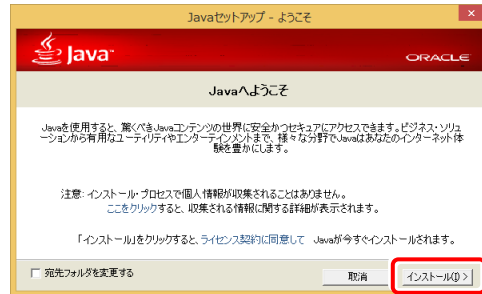 Javaセットアップ - ようこそ
Java
ORACLE
Javaへようこそ
Javaを使用すると、驚くべきJavaコンテンツの世界に安全かつセキュアにアクセスできます。ビジネス・ソリュ
ーションから有用なユーティリティやエンターテインメントまで、様々な分野でJavaはあなたのインターネット体
験を豊かにします。
注意: インストール・プロセスで個人情報が収集されることはありません。
ここをクリックすると、収集される情報に関する詳細が表示されます。
「インストール」をクリックすると、ライセンス契約に同意して Javaが今すぐインストールされます。
宛先フォルダを変更する
取消
インストール(I) >